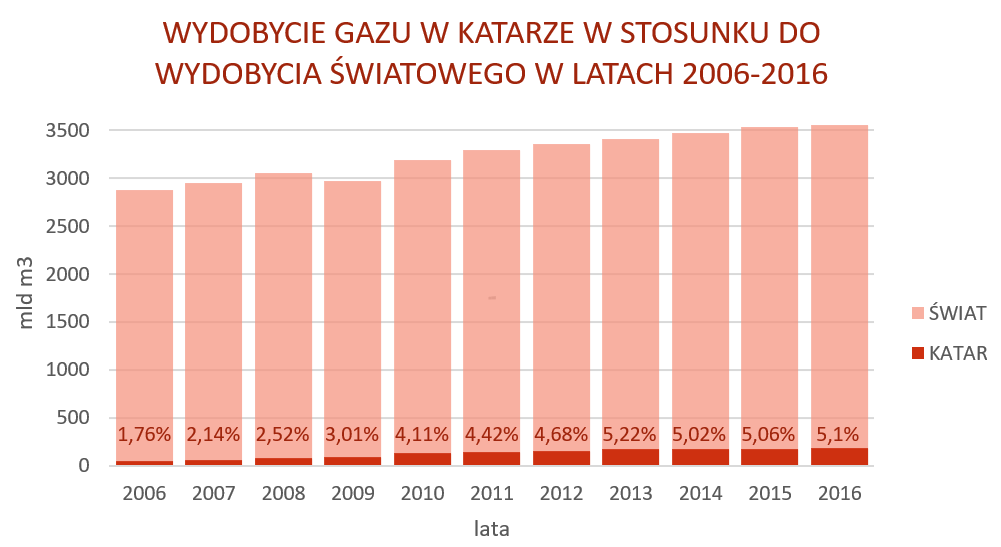 WYDOBYCIE GAZU W KATARZE W STOSUNKU DO
WYDOBYCIA ŚWIATOWEGO W LATACH 2006-2016
3500
3000
2500
2000
1500
1000
500
0
mld m3
1,76% 2,14% 2,52% 3,01% 4,11% 4,42% 4,68% 5,22% 5,02% 5,06% 5,1%
2006 2007 2008 2009 2010 2011 2012 2013 2014 2015 2016
lata
ŚWIAT
KATAR